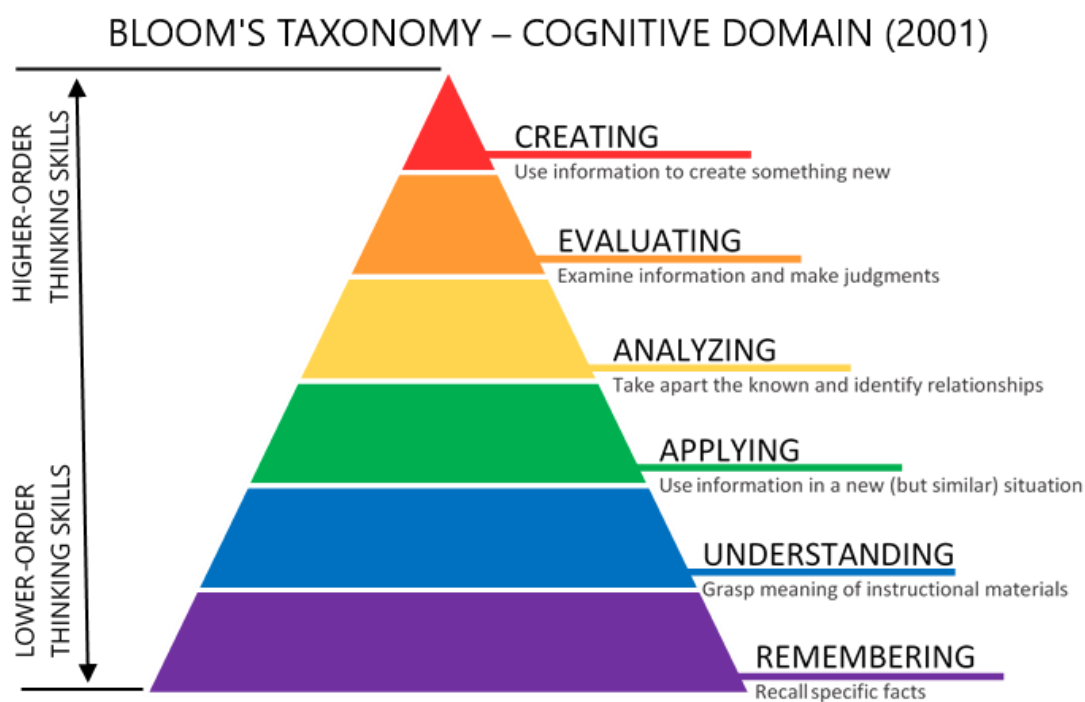 BLOOM'S TAXONOMY – COGNITIVE DOMAIN (2001)
HIGHER-ORDER
THINKING SKILLS
CREATING
Use information to create something new
EVALUATING
Examine information and make judgments
ANALYZING
Take apart the known and identify relationships
APPLYING
Use information in a new (but similar) situation
LOWER-ORDER
THINKING SKILLS
UNDERSTANDING
Grasp meaning of instructional materials
REMEMBERING
Recall specific facts